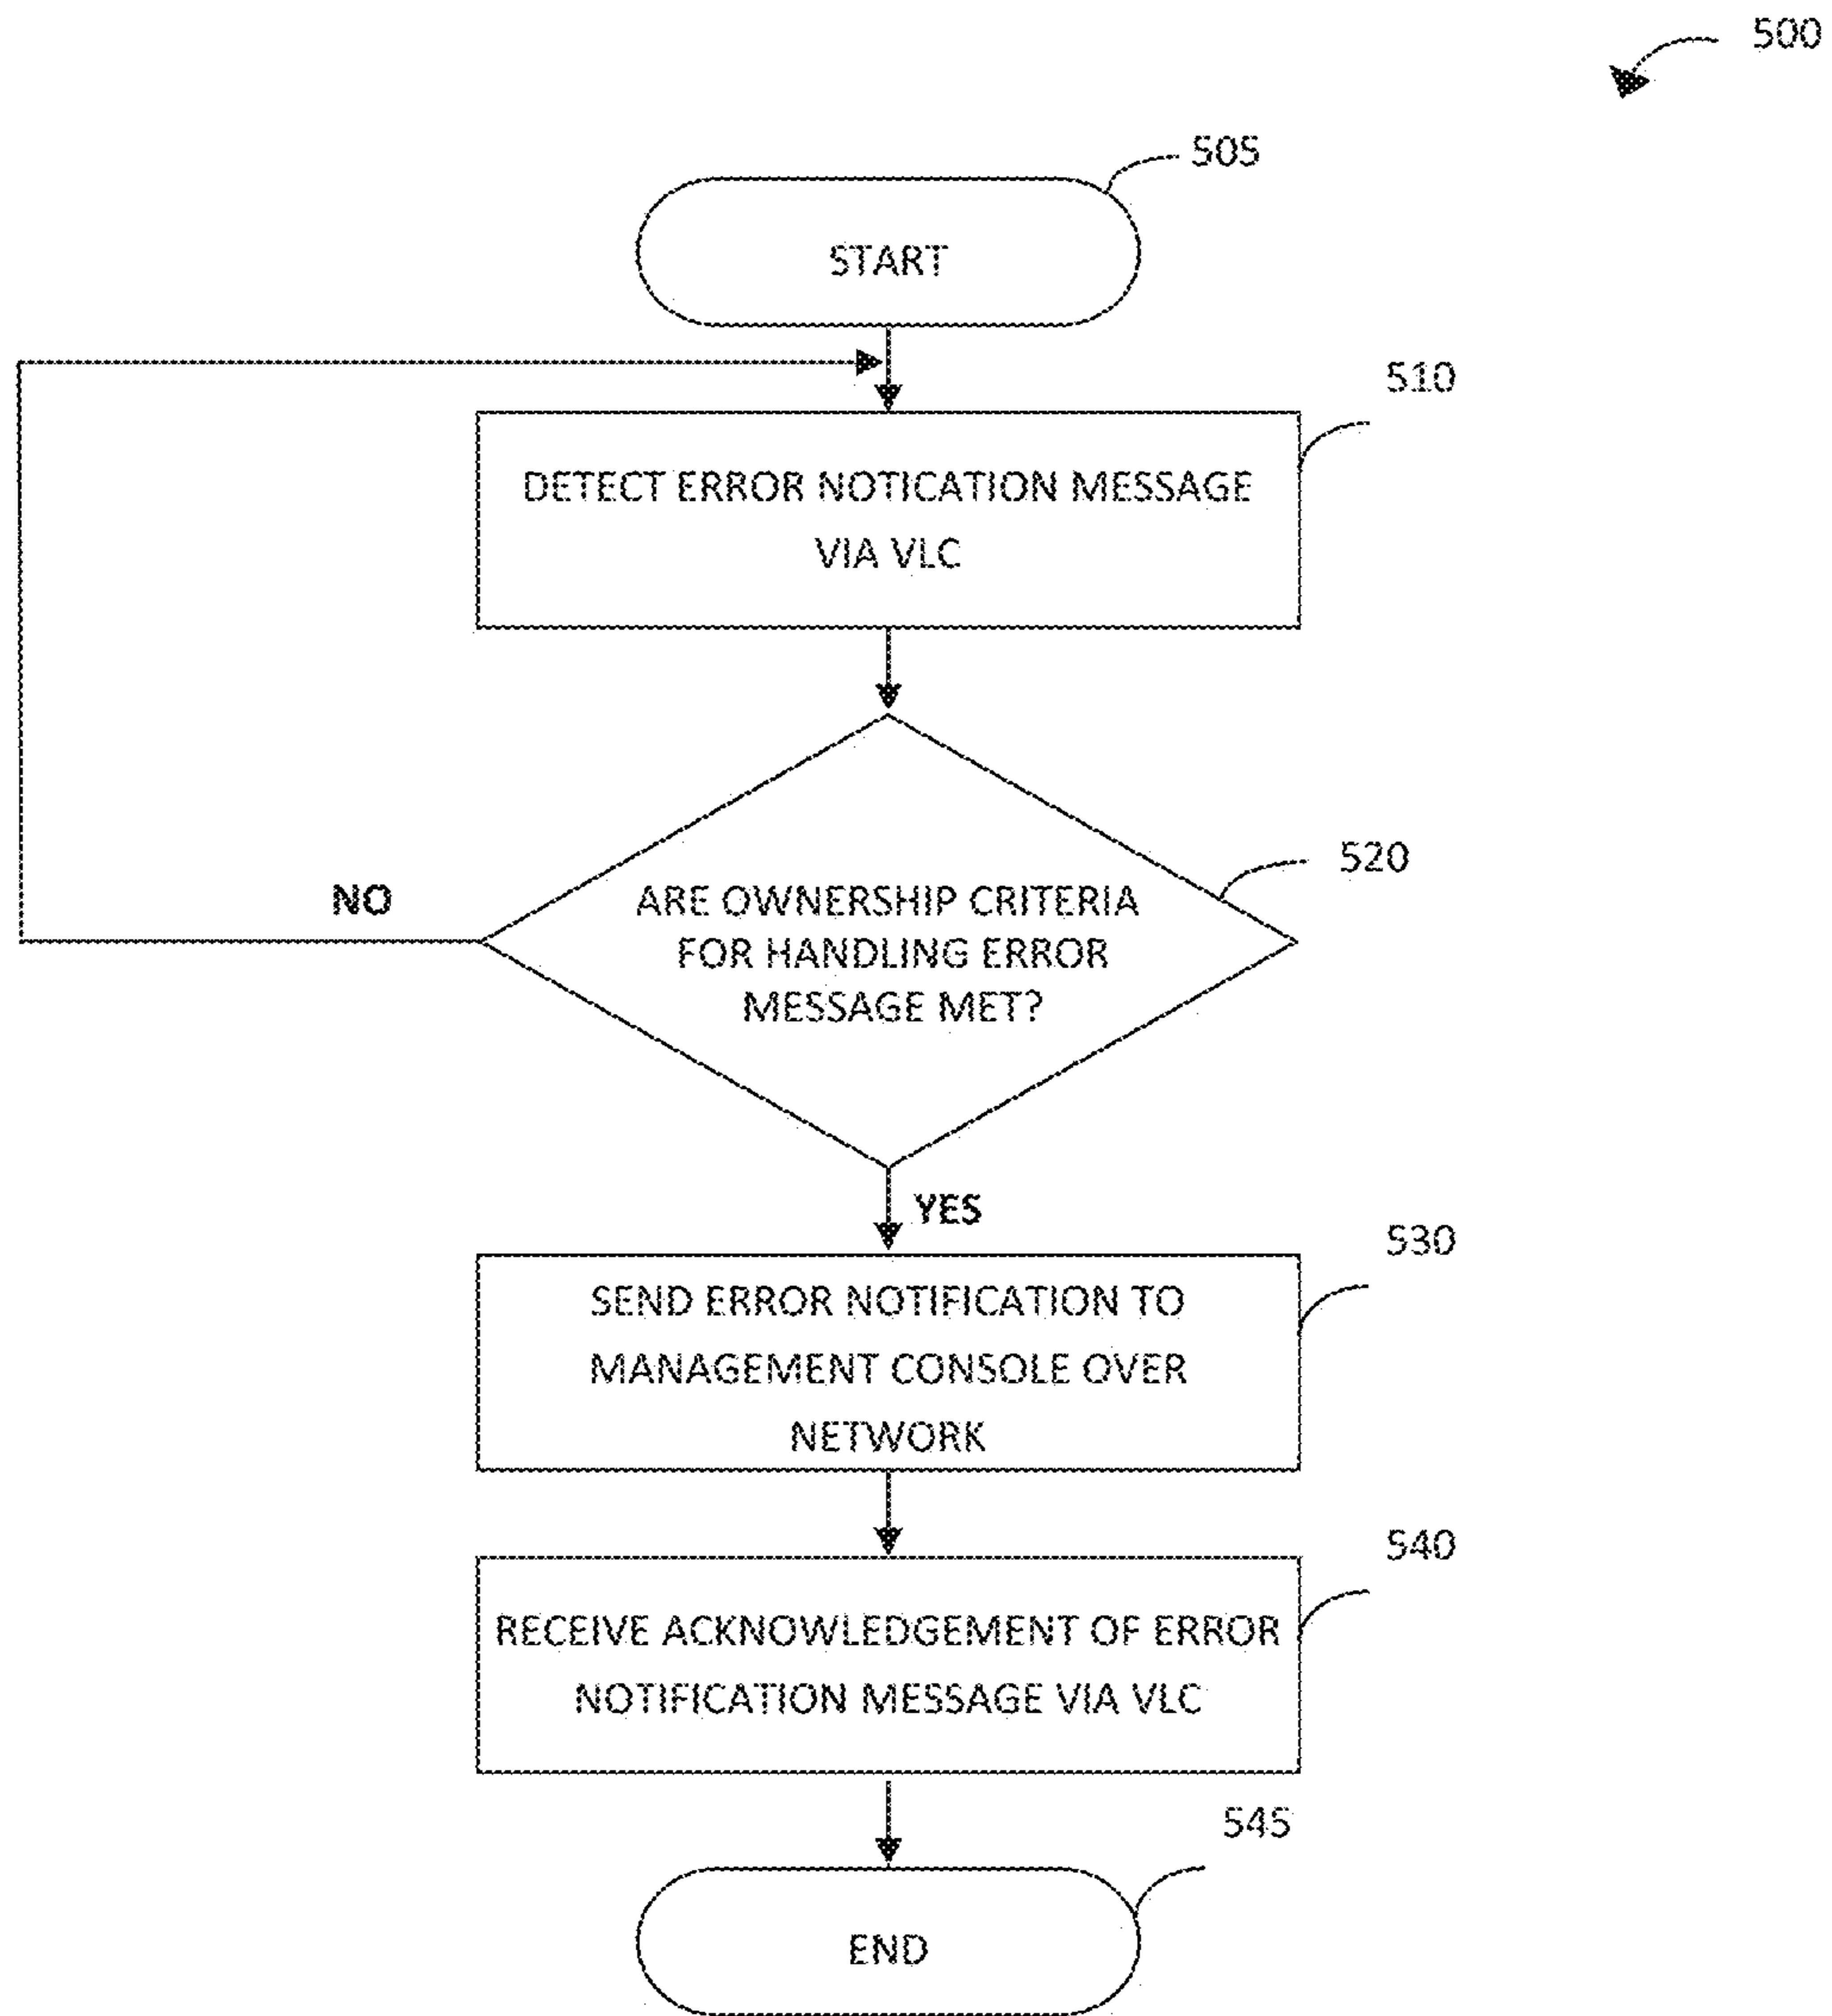 500
505
START
510
DETECT ERROR NOTICATION MESSAGE
VIA VLC
520
NO
ARE OWNERSHIP CRITERIA
FOR HANDLING ERROR
MESSAGE MET?
YES
530
SEND ERROR NOTIFICATION TO
MANAGEMENT CONSOLE OVER
NETWORK
540
RECEIVE ACKNOWLEDGEMENT OF ERROR
NOTIFICATION MESSAGE VIA VLC
545
END